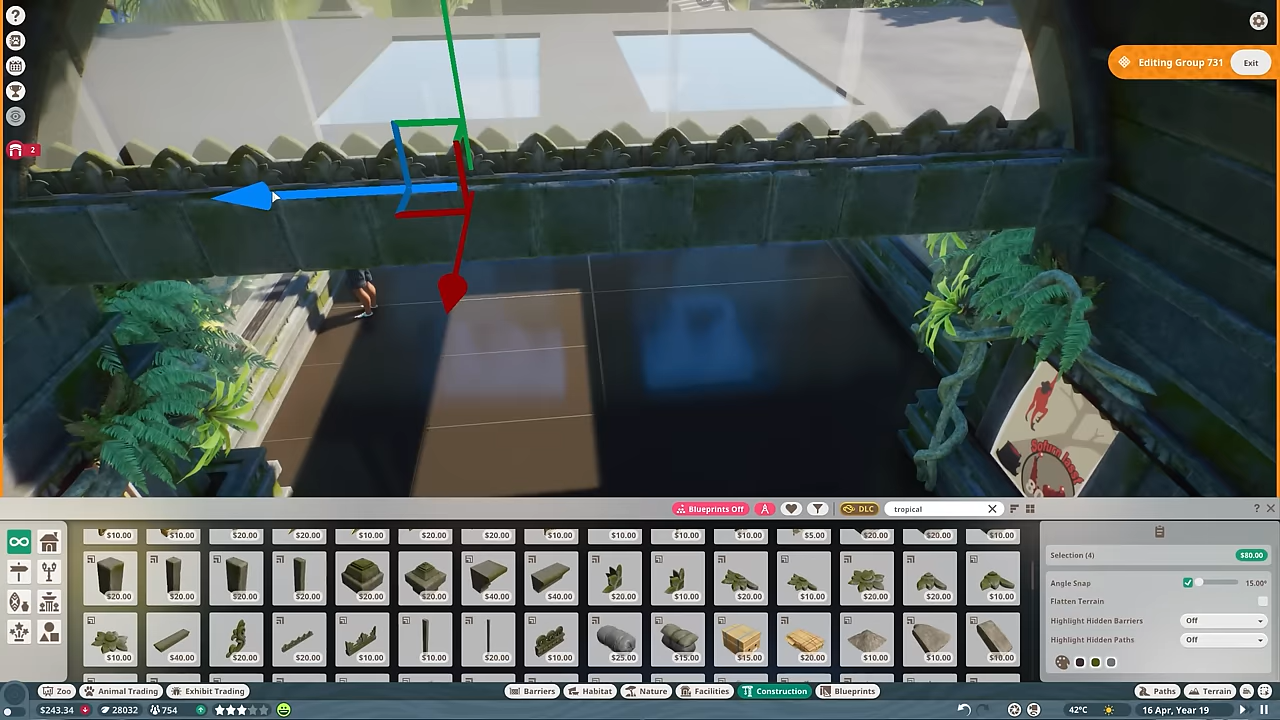 ?
Editing Group 731 Exit
2
Blueprints Off DLC tropical
?
$10.00 $10.00 $20.00 $20.00 $20.00 $20.00 $20.00 $20.00 $10.00 $10.00 $10.00 $5.00 $20.00 $20.00 $10.00
$20.00 $20.00 $20.00 $20.00 $20.00 $20.00 $40.00 $40.00 $20.00 $10.00 $20.00 $10.00 $20.00 $20.00 $10.00
$10.00 $40.00 $20.00 $20.00 $10.00 $10.00 $20.00 $10.00 $25.00 $15.00 $15.00 $20.00 $10.00 $10.00 $10.00
Selection (4) $80.00
Angle Snap 15.00°
Flatten Terrain
Highlight Hidden Barriers Off
Highlight Hidden Paths Off
Zoo Animal Trading Exhibit Trading Barriers Habitat Nature Facilities Construction Blueprints Paths Terrain
$243.34 28032 754 42°C 16 Apr, Year 19